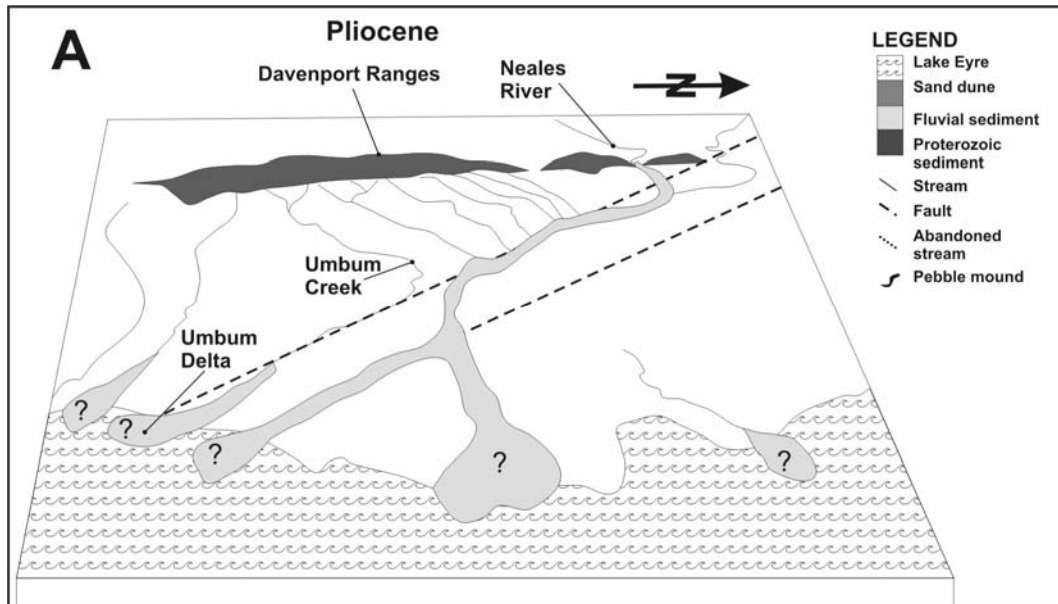 A
Pliocene
Davenport Ranges
Neales
River
N
LEGEND
Lake Eyre
Sand dune
Fluvial sediment
Proterozoic
sediment
Stream
Fault
Abandoned
stream
Pebble mound
Umbum
Creek
Umbum
Delta
?
?
?
?
?